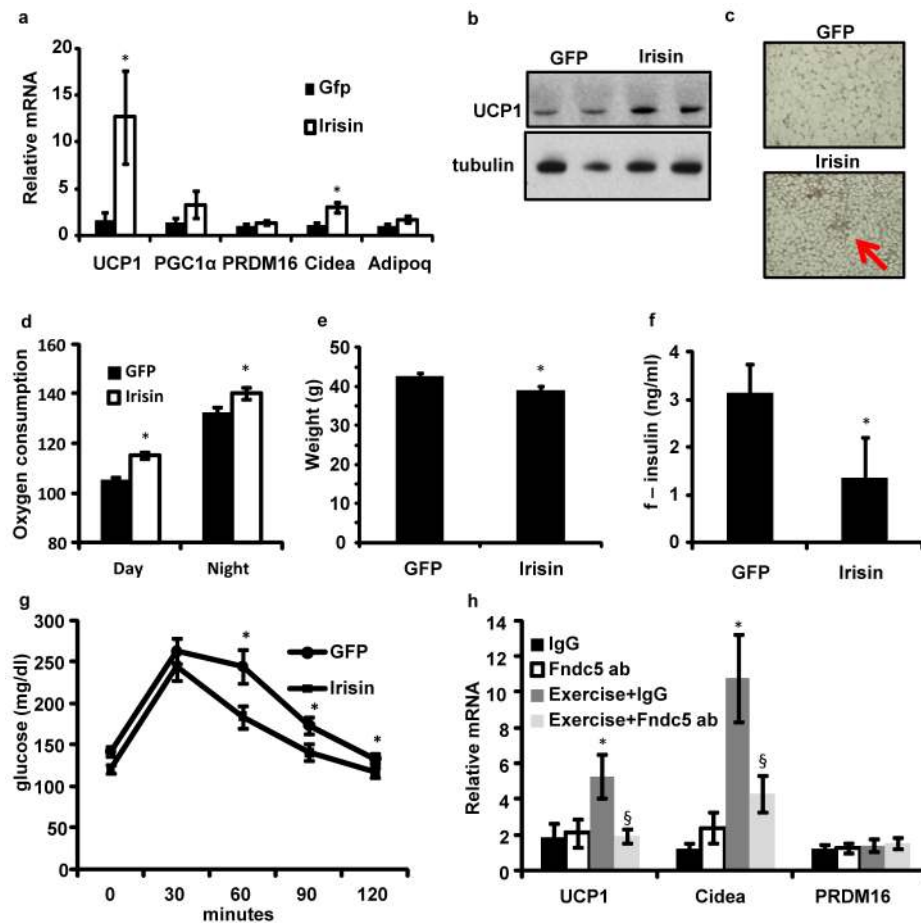 a
Relative mRNA
20
15
10
5
0
*
*
Gfp
Irisin
UCP1 PGC1α PRDM16 Cidea Adipoq
b
GFP Irisin
UCP1
tubulin
c
GFP
Irisin
d
Oxygen consumption
160
140
120
100
80
GFP
Irisin
*
*
Day Night
e
Weight (g)
50
40
30
20
10
0
*
GFP Irisin
f
f – insulin (ng/ml)
4
3
2
1
0
*
GFP Irisin
g
glucose (mg/dl)
300
250
200
150
100
50
0
*
*
*
GFP
Irisin
0 30 60 90 120
minutes
h
Relative mRNA
14
12
10
8
6
4
2
0
IgG
Fndc5 ab
Exercise+IgG
Exercise+Fndc5 ab
*
§
*
§
UCP1 Cidea PRDM16